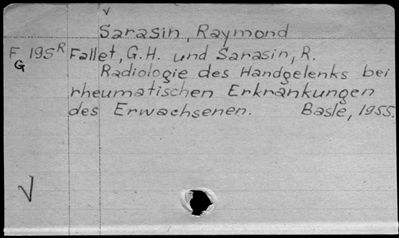 Sarasin, Raymond
F 195R Fallet, G.H. und Sarasin, R.
G Radiologie des Handgelenks bei
rheumatischen Erkrankungen
des Erwachsenen. Basle, 1955.